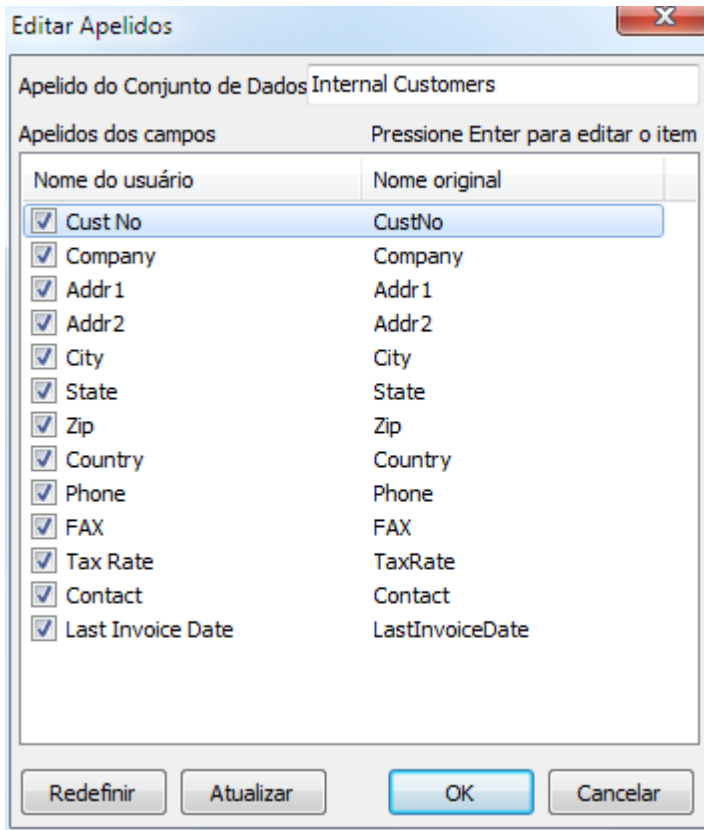 Editar Apelidos
Apelido do Conjunto de Dados Internal Customers
Apelidos dos campos Pressione Enter para editar o item
Nome do usuário Nome original
Cust No CustNo
Company Company
Addr1 Addr1
Addr2 Addr2
City City
State State
Zip Zip
Country Country
Phone Phone
FAX FAX
Tax Rate TaxRate
Contact Contact
Last Invoice Date LastInvoiceDate
Redefinir Atualizar OK Cancelar